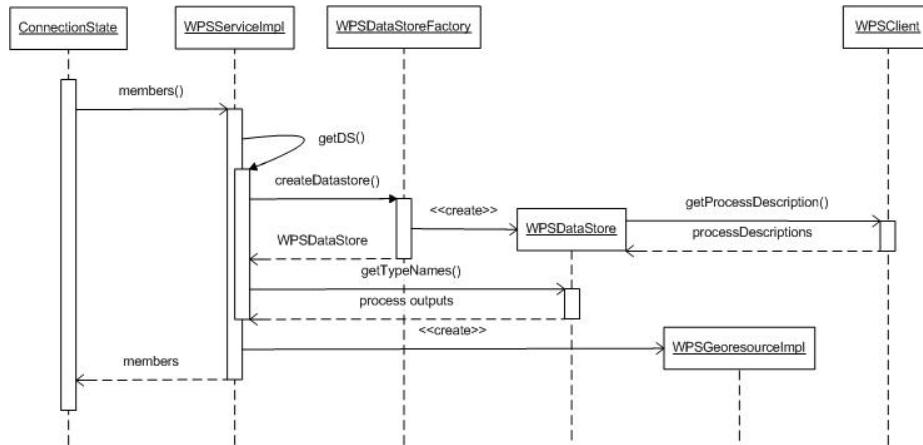 ConnectionState
WPSServiceImpl
WPSDataStoreFactory
WPSClient
members()
getDS()
createDatastore()
<<create>>
getProcessDescription()
WPSDataStore
processDescriptions
WPSDataStore
getTypeNames()
process outputs
<<create>>
members
WPSGeoresourceImpl